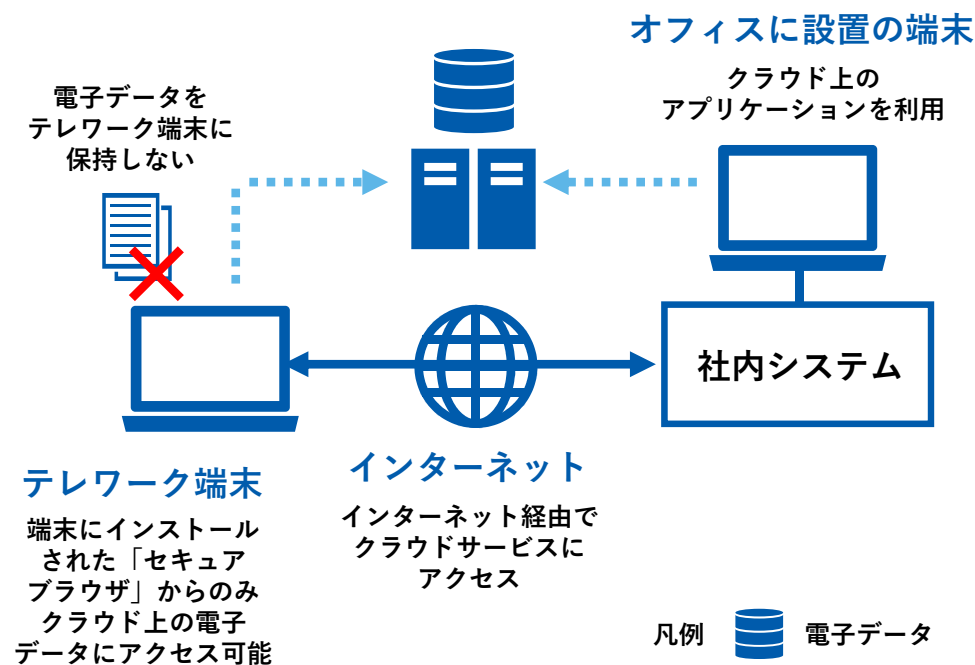 オフィスに設置の端末
クラウド上の
アプリケーションを利用
電子データを
テレワーク端末に
保持しない
社内システム
テレワーク端末
端末にインストール
された「セキュア
ブラウザ」からのみ
クラウド上の電子
データにアクセス可能
インターネット
インターネット経由で
クラウドサービスに
アクセス
凡例
電子データ